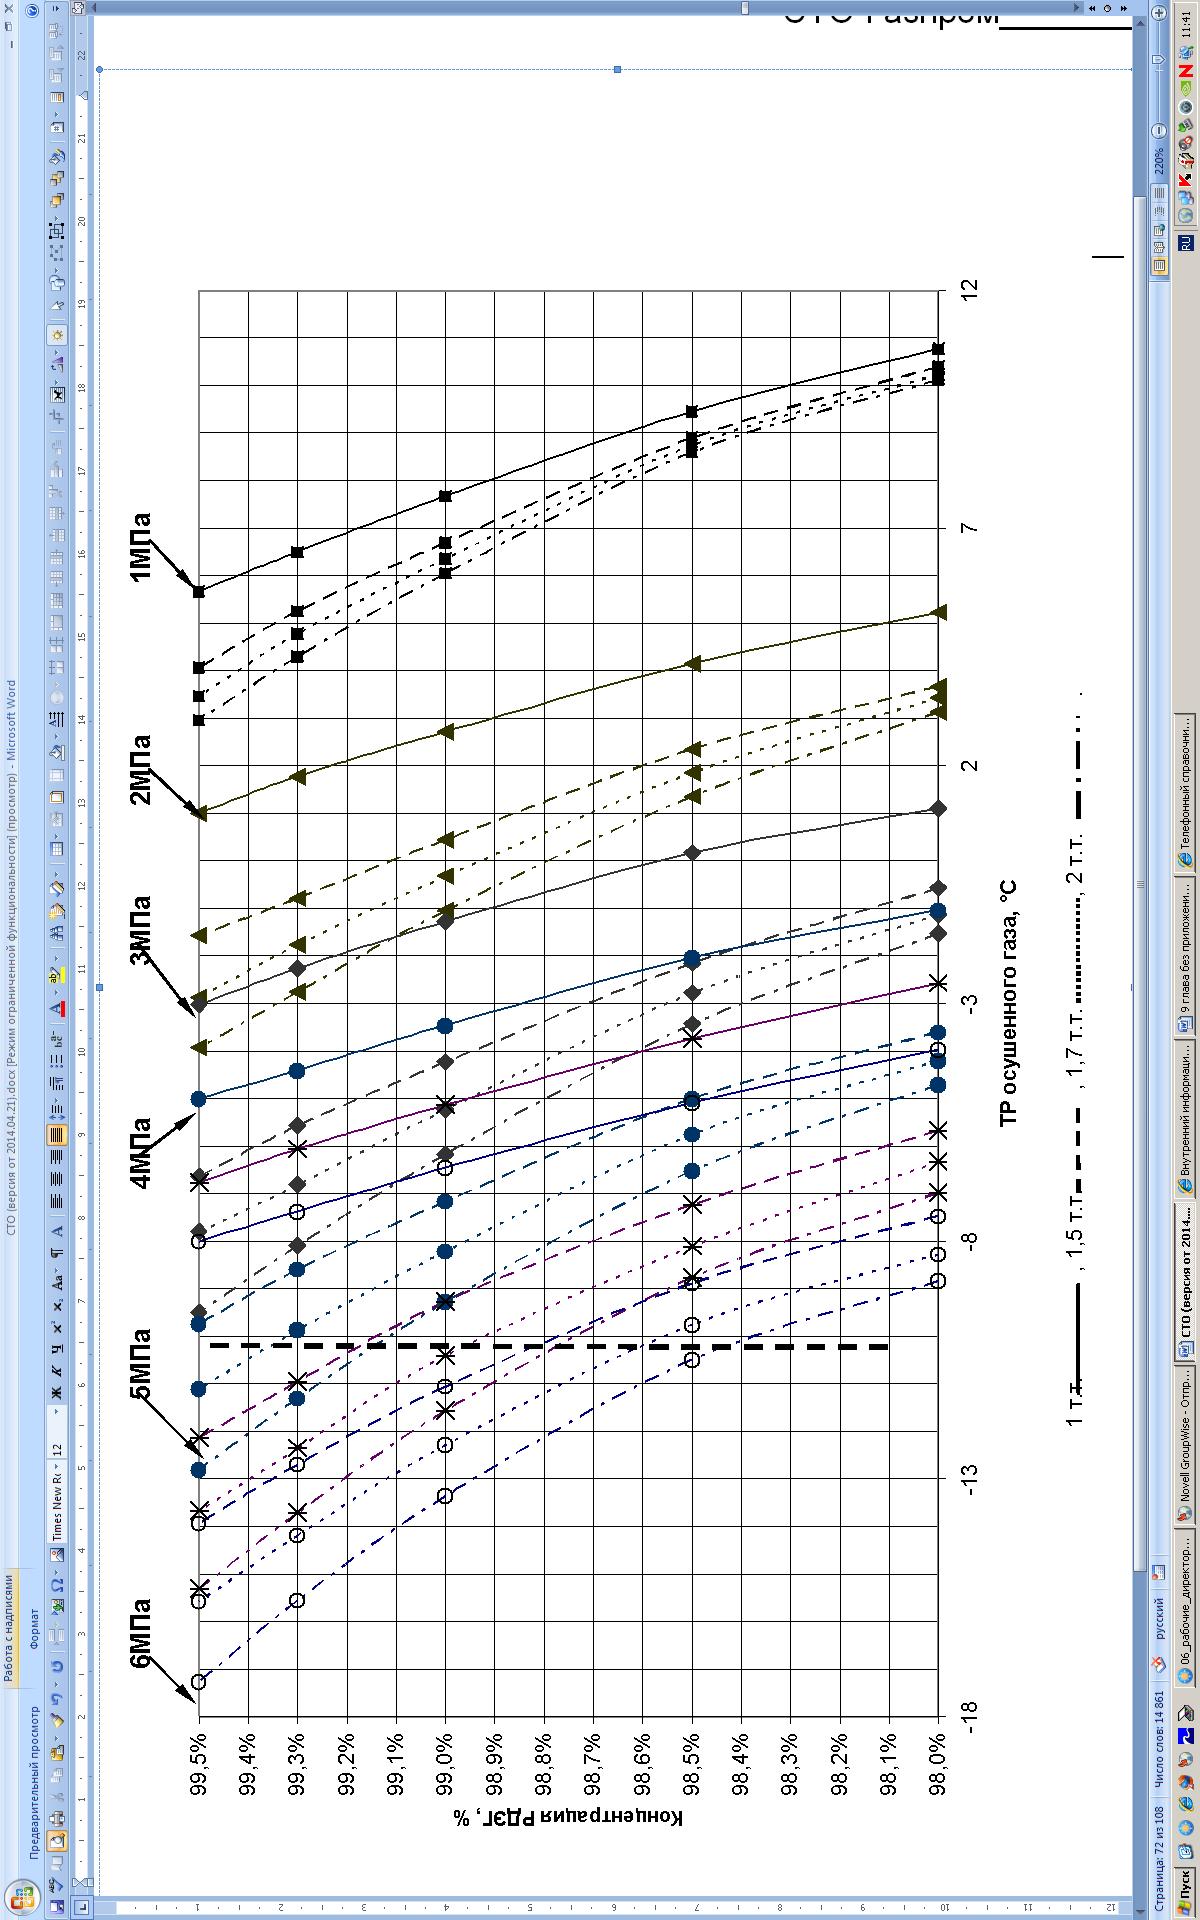 СТО (версия от 2014.04.21).docx [Режим ограниченной функциональности] (просмотр) - Microsoft Word
Работа с надписями
Предварительный просмотр
Формат
Times New Ro
12
Ж К Ч
Aa
СТО Газпром
1МПа
2МПа
3МПа
4МПа
5МПа
6МПа
99,5%
99,4%
99,3%
99,2%
99,1%
99,0%
98,9%
98,8%
98,7%
98,6%
98,5%
98,4%
98,3%
98,2%
98,1%
98,0%
Концентрация РДЭГ, %
-18
-13
-8
-3
2
7
12
ТР осушенного газа, °С
1 т.т. , 1,5 т.т. , 1,7 т.т. , 2 т.т. .
Страница: 72 из 108
Число слов: 14 861
русский
220%
Пуск
06_рабочие_директор...
Novell GroupWise - Отпр...
СТО (версия от 2014....
Внутренний информаци...
9 глава без приложени...
Телефонный справочни...
RU
11:41